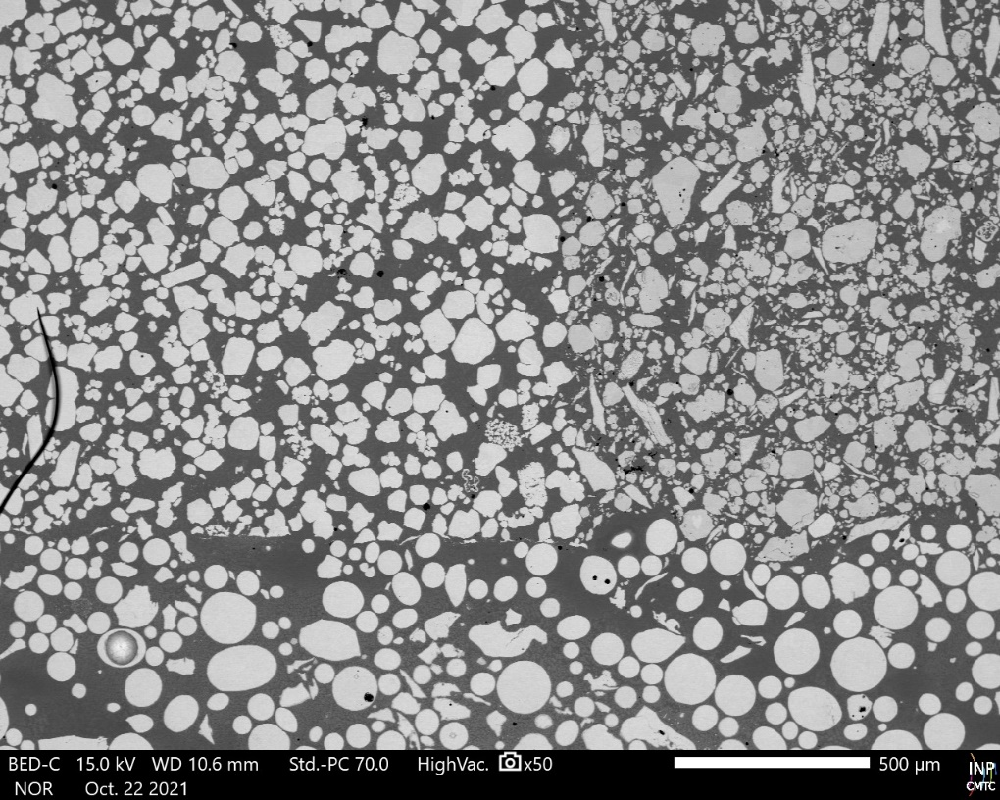 BED-C 15.0 kV WD 10.6 mm Std.-PC 70.0 HighVac. x50 500 µm
NOR Oct. 22 2021
INP
CMTC